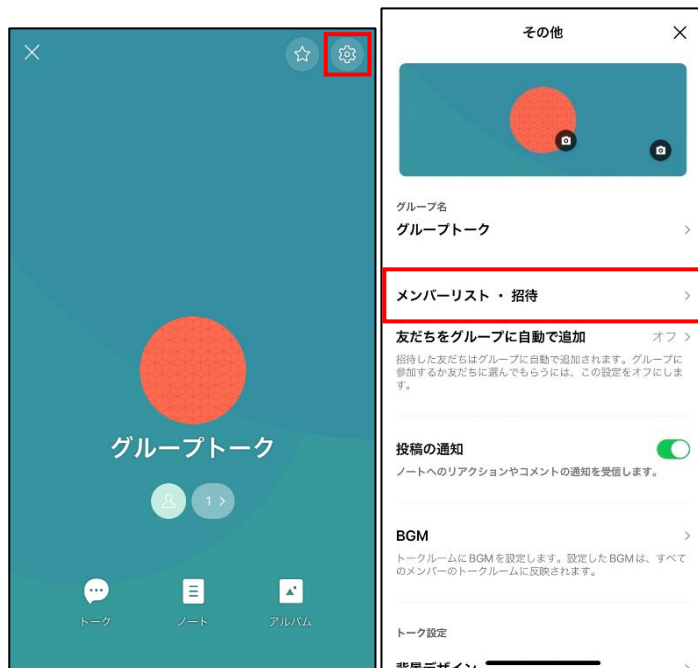 グループトーク
1 >
トーク
ノート
アルバム
その他
グループ名
グループトーク
メンバーリスト ・ 招待
友だちをグループに自動で追加 オフ
招待した友だちはグループに自動で追加されます。グループに
参加するか友だちに選んでもらうには、この設定をオフにしま
す。
投稿の通知
ノートへのリアクションやコメントの通知を受信します。
BGM
トークルームにBGMを設定します。設定したBGMは、すべて
のメンバーのトークルームに反映されます。
トーク設定
背景デザイン